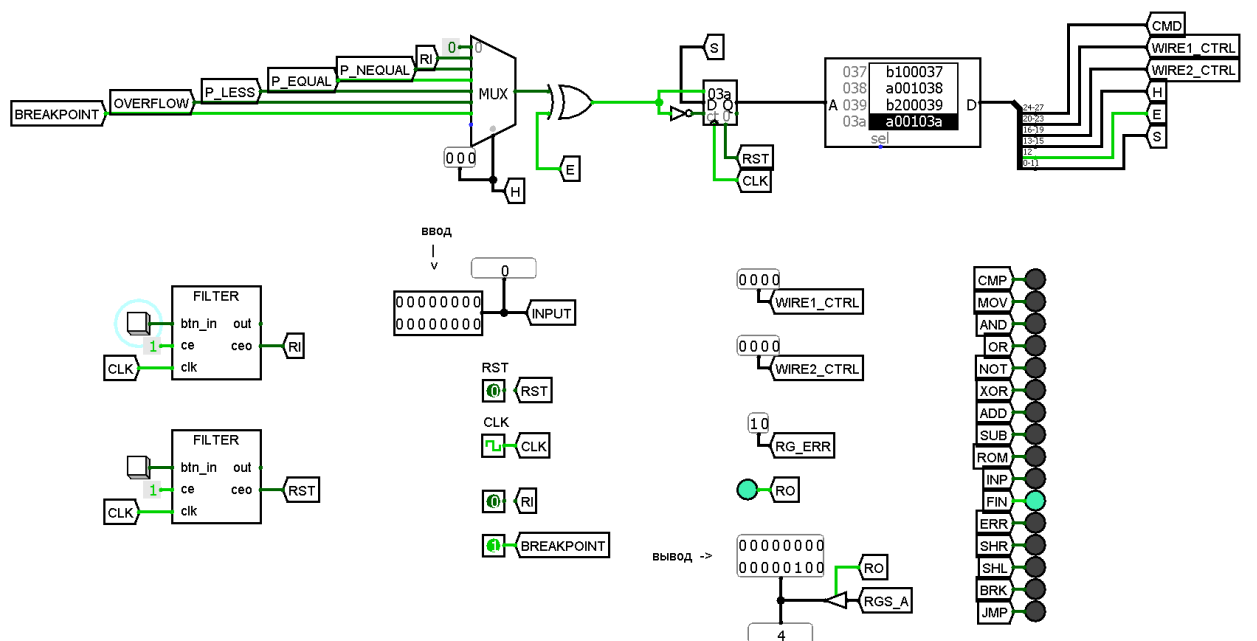 CMD
WIRE1_CTRL
WIRE2_CTRL
H
E
S
24-27
20-23
16-19
13-15
12
0-11
BREAKPOINT
OVERFLOW
P_LESS
P_EQUAL
P_NEQUAL
RI
0
0
MUX
000
H
E
S
03a
D Q
ct 0
RST
CLK
A
037 b100037
038 a001038
039 b200039
03a a00103a
sel
D
FILTER
btn_in out
ce ceo
clk
1
CLK
RI
FILTER
btn_in out
ce ceo
clk
1
CLK
RST
ввод
|
v
0
00000000
00000000
INPUT
RST
0
RST
CLK
CLK
0
RI
1
BREAKPOINT
0000
WIRE1_CTRL
0000
WIRE2_CTRL
10
RG_ERR
RO
вывод ->
00000000
00000100
RO
RGS_A
4
CMP
MOV
AND
OR
NOT
XOR
ADD
SUB
ROM
INP
FIN
ERR
SHR
SHL
BRK
JMP